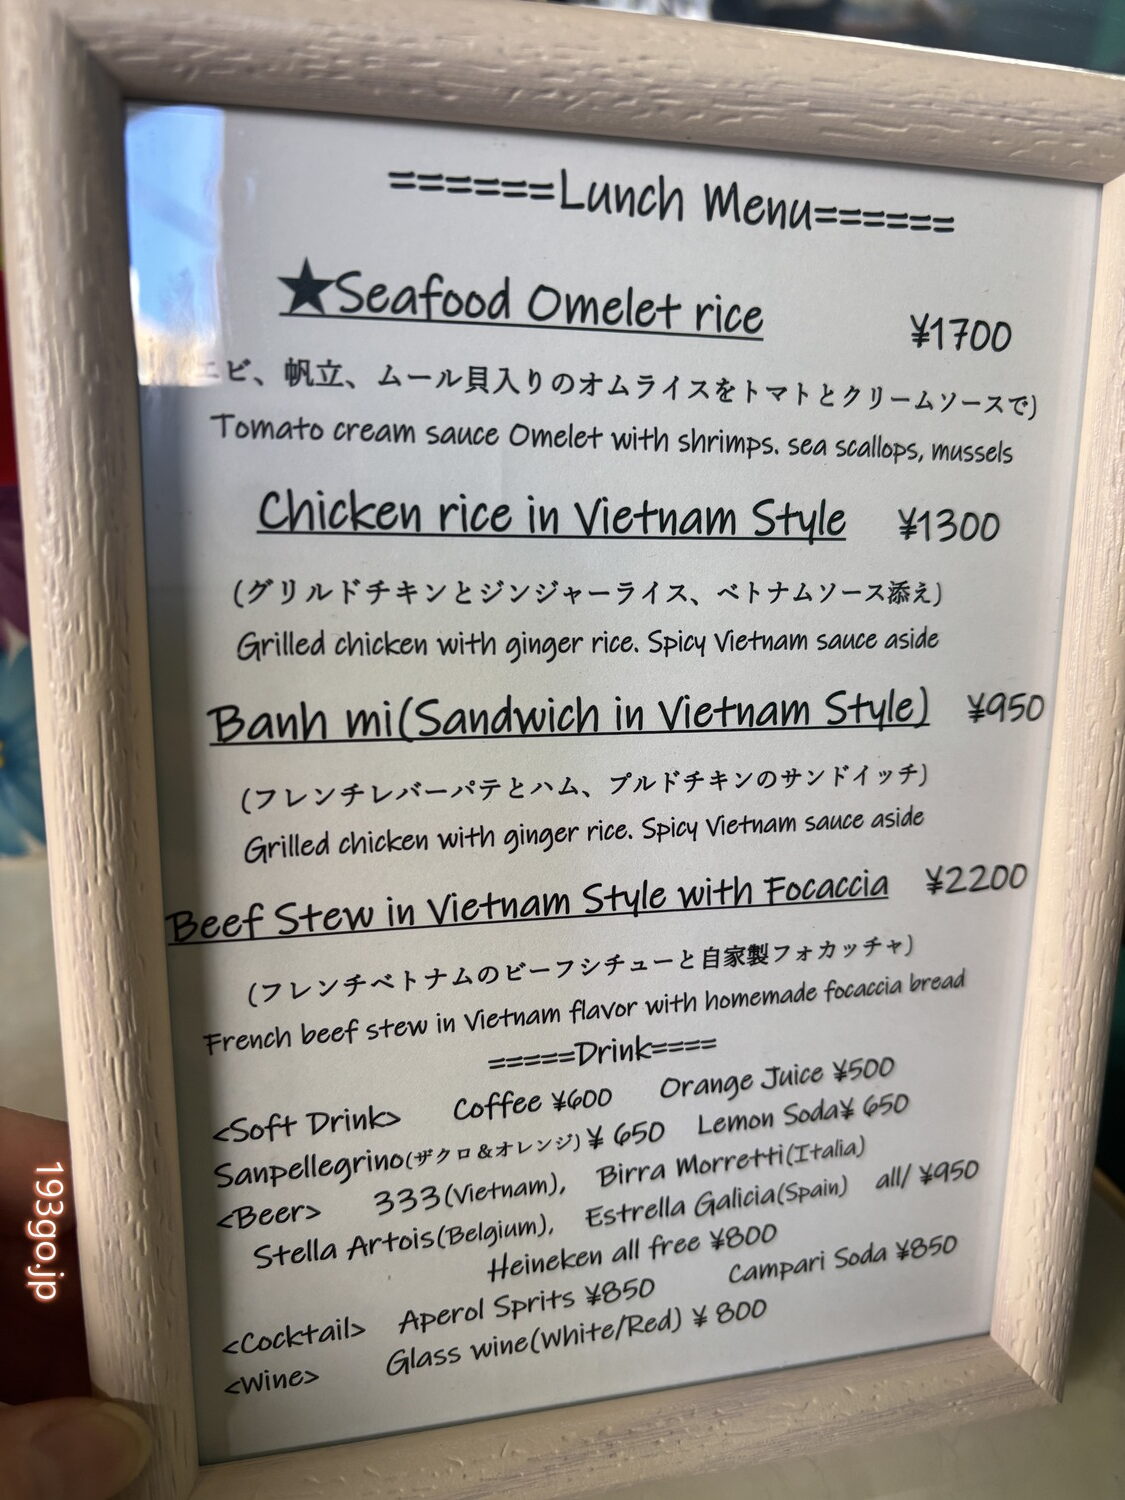 ======Lunch Menu======
★Seafood Omelet rice ¥1700
エビ、帆立、ムール貝入りのオムライスをトマトとクリームソースで)
Tomato cream sauce Omelet with shrimps. sea scallops, mussels
Chicken rice in Vietnam Style ¥1300
(グリルドチキンとジンジャーライス、ベトナムソース添え)
Grilled chicken with ginger rice. Spicy Vietnam sauce aside
Banh mi(Sandwich in Vietnam Style) ¥950
(フレンチレバーパテとハム、プルドチキンのサンドイッチ)
Grilled chicken with ginger rice. Spicy Vietnam sauce aside
Beef Stew in Vietnam Style with Focaccia ¥2200
(フレンチベトナムのビーフシチューと自家製フォカッチャ)
French beef stew in Vietnam flavor with homemade focaccia bread
=====Drink====
<Soft Drink> Coffee ¥600 Orange Juice ¥500
Sanpellegrino(ザクロ&オレンジ) ¥ 650 Lemon Soda¥ 650
<Beer> 333(Vietnam), Birra Morretti(Italia)
Stella Artois(Belgium), Estrella Galicia(Spain) all/ ¥950
Heineken all free ¥800
<Cocktail> Aperol Sprits ¥850 Campari Soda ¥850
<Wine> Glass wine(White/Red) ¥ 800
193go.jp